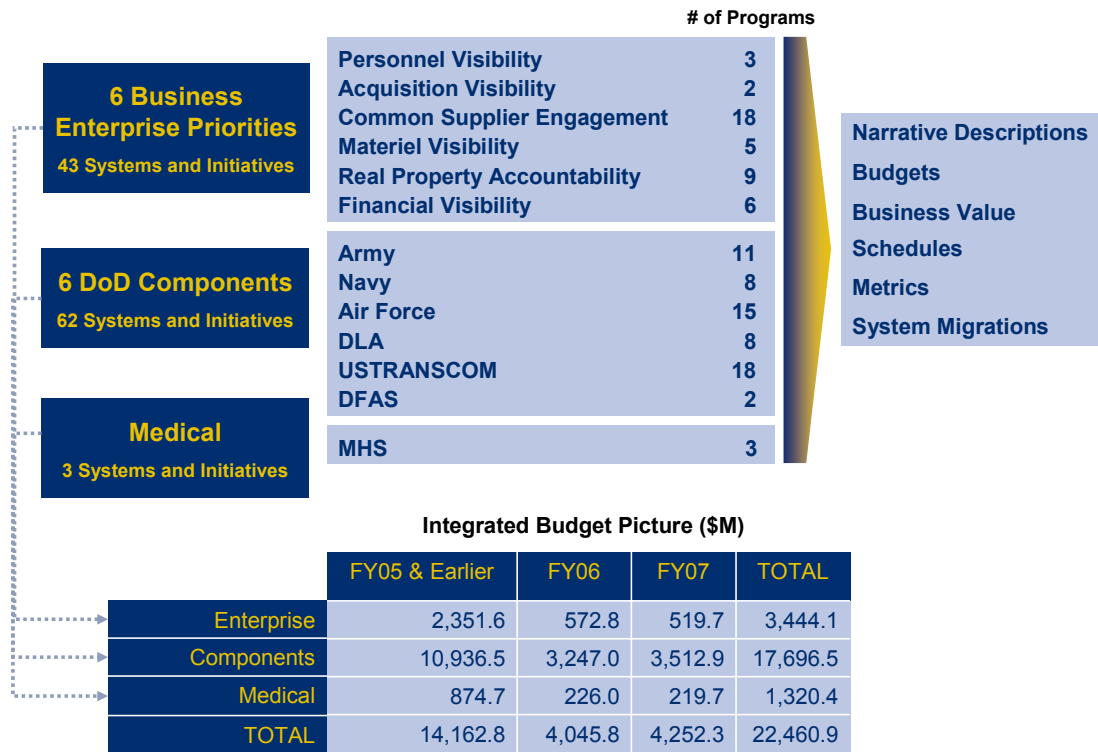 # of Programs
6 Business
Enterprise Priorities
43 Systems and Initiatives
Personnel Visibility 3
Acquisition Visibility 2
Common Supplier Engagement 18
Materiel Visibility 5
Real Property Accountability 9
Financial Visibility 6
6 DoD Components
62 Systems and Initiatives
Army 11
Navy 8
Air Force 15
DLA 8
USTRANSCOM 18
DFAS 2
Medical
3 Systems and Initiatives
MHS 3
Narrative Descriptions
Budgets
Business Value
Schedules
Metrics
System Migrations
Integrated Budget Picture ($M)
FY05 & Earlier FY06 FY07 TOTAL
Enterprise 2,351.6 572.8 519.7 3,444.1
Components 10,936.5 3,247.0 3,512.9 17,696.5
Medical 874.7 226.0 219.7 1,320.4
TOTAL 14,162.8 4,045.8 4,252.3 22,460.9